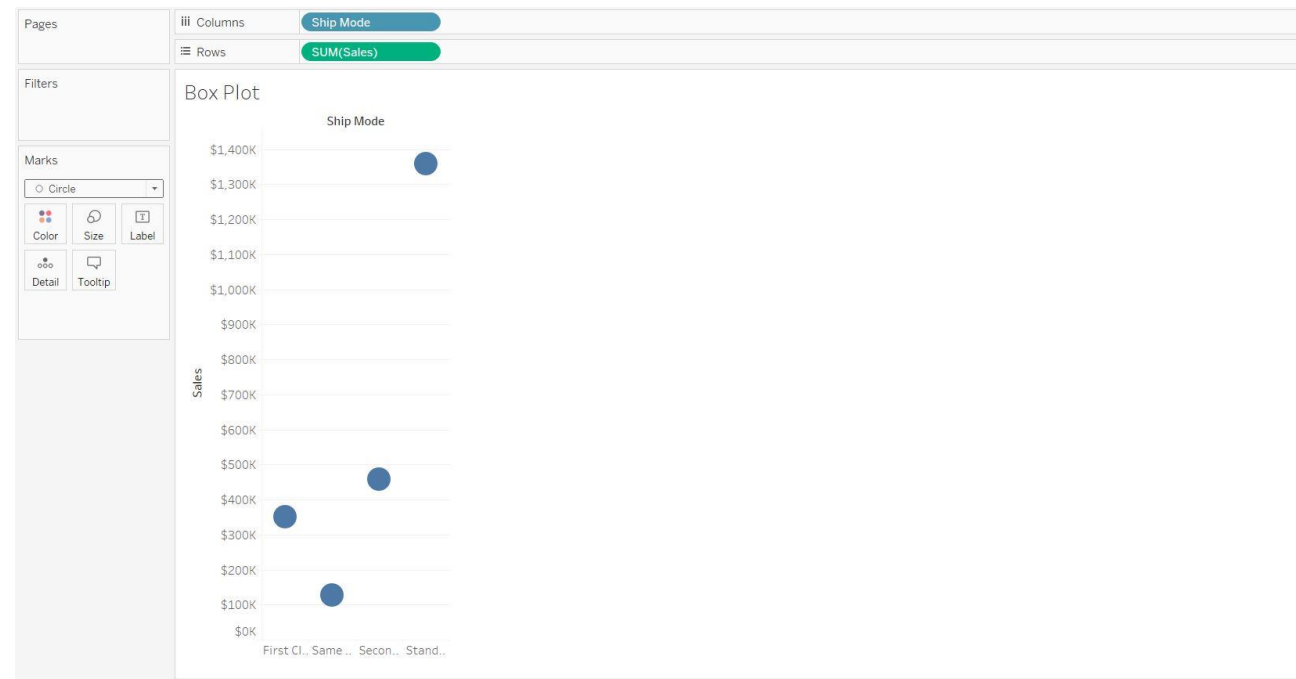 Pages
Columns
Ship Mode
Rows
SUM(Sales)
Filters
Marks
Circle
Color
Size
T
Label
Detail
Tooltip
Box Plot
Ship Mode
$1,400K
$1,300K
$1,200K
$1,100K
$1,000K
$900K
$800K
$700K
$600K
$500K
$400K
$300K
$200K
$100K
$0K
Sales
First Cl.. Same .. Secon.. Stand..